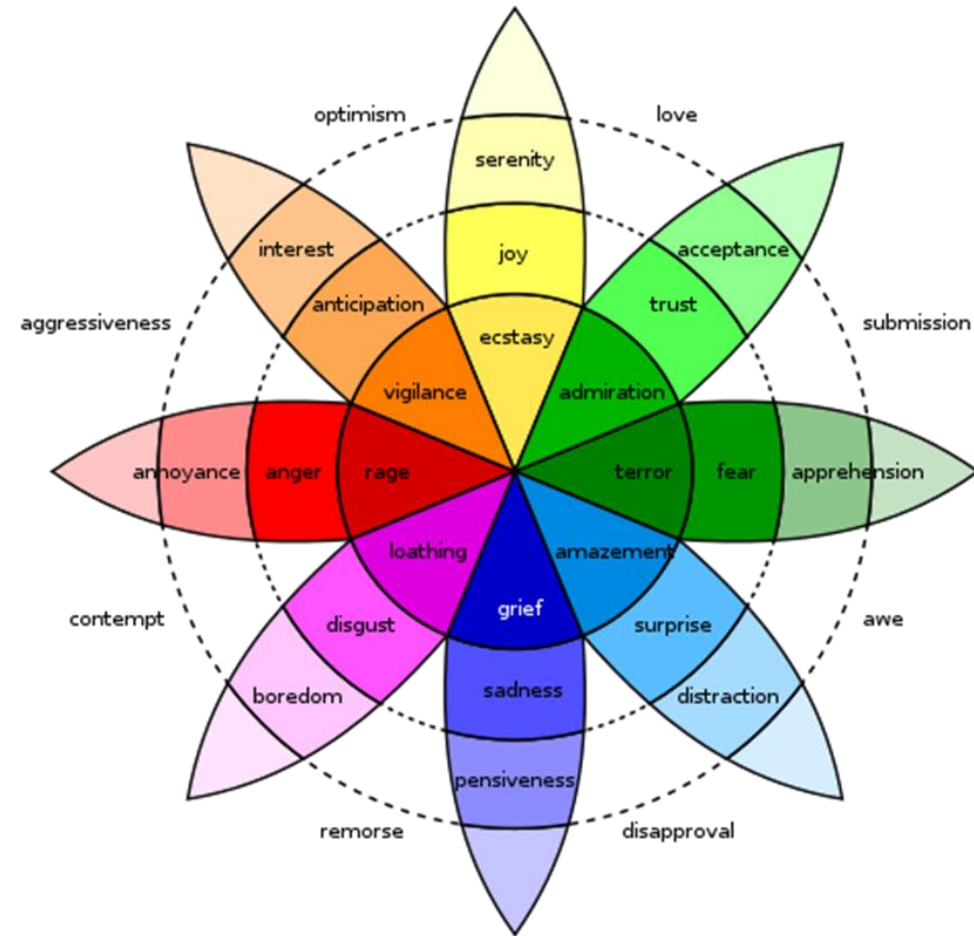 optimism
love
serenity
interest
acceptance
joy
anticipation
trust
aggressiveness
submission
ecstasy
vigilance
admiration
annoyance
anger
rage
terror
fear
apprehension
loathing
amazement
grief
contempt
disgust
surprise
awe
boredom
sadness
distraction
pensiveness
remorse
disapproval